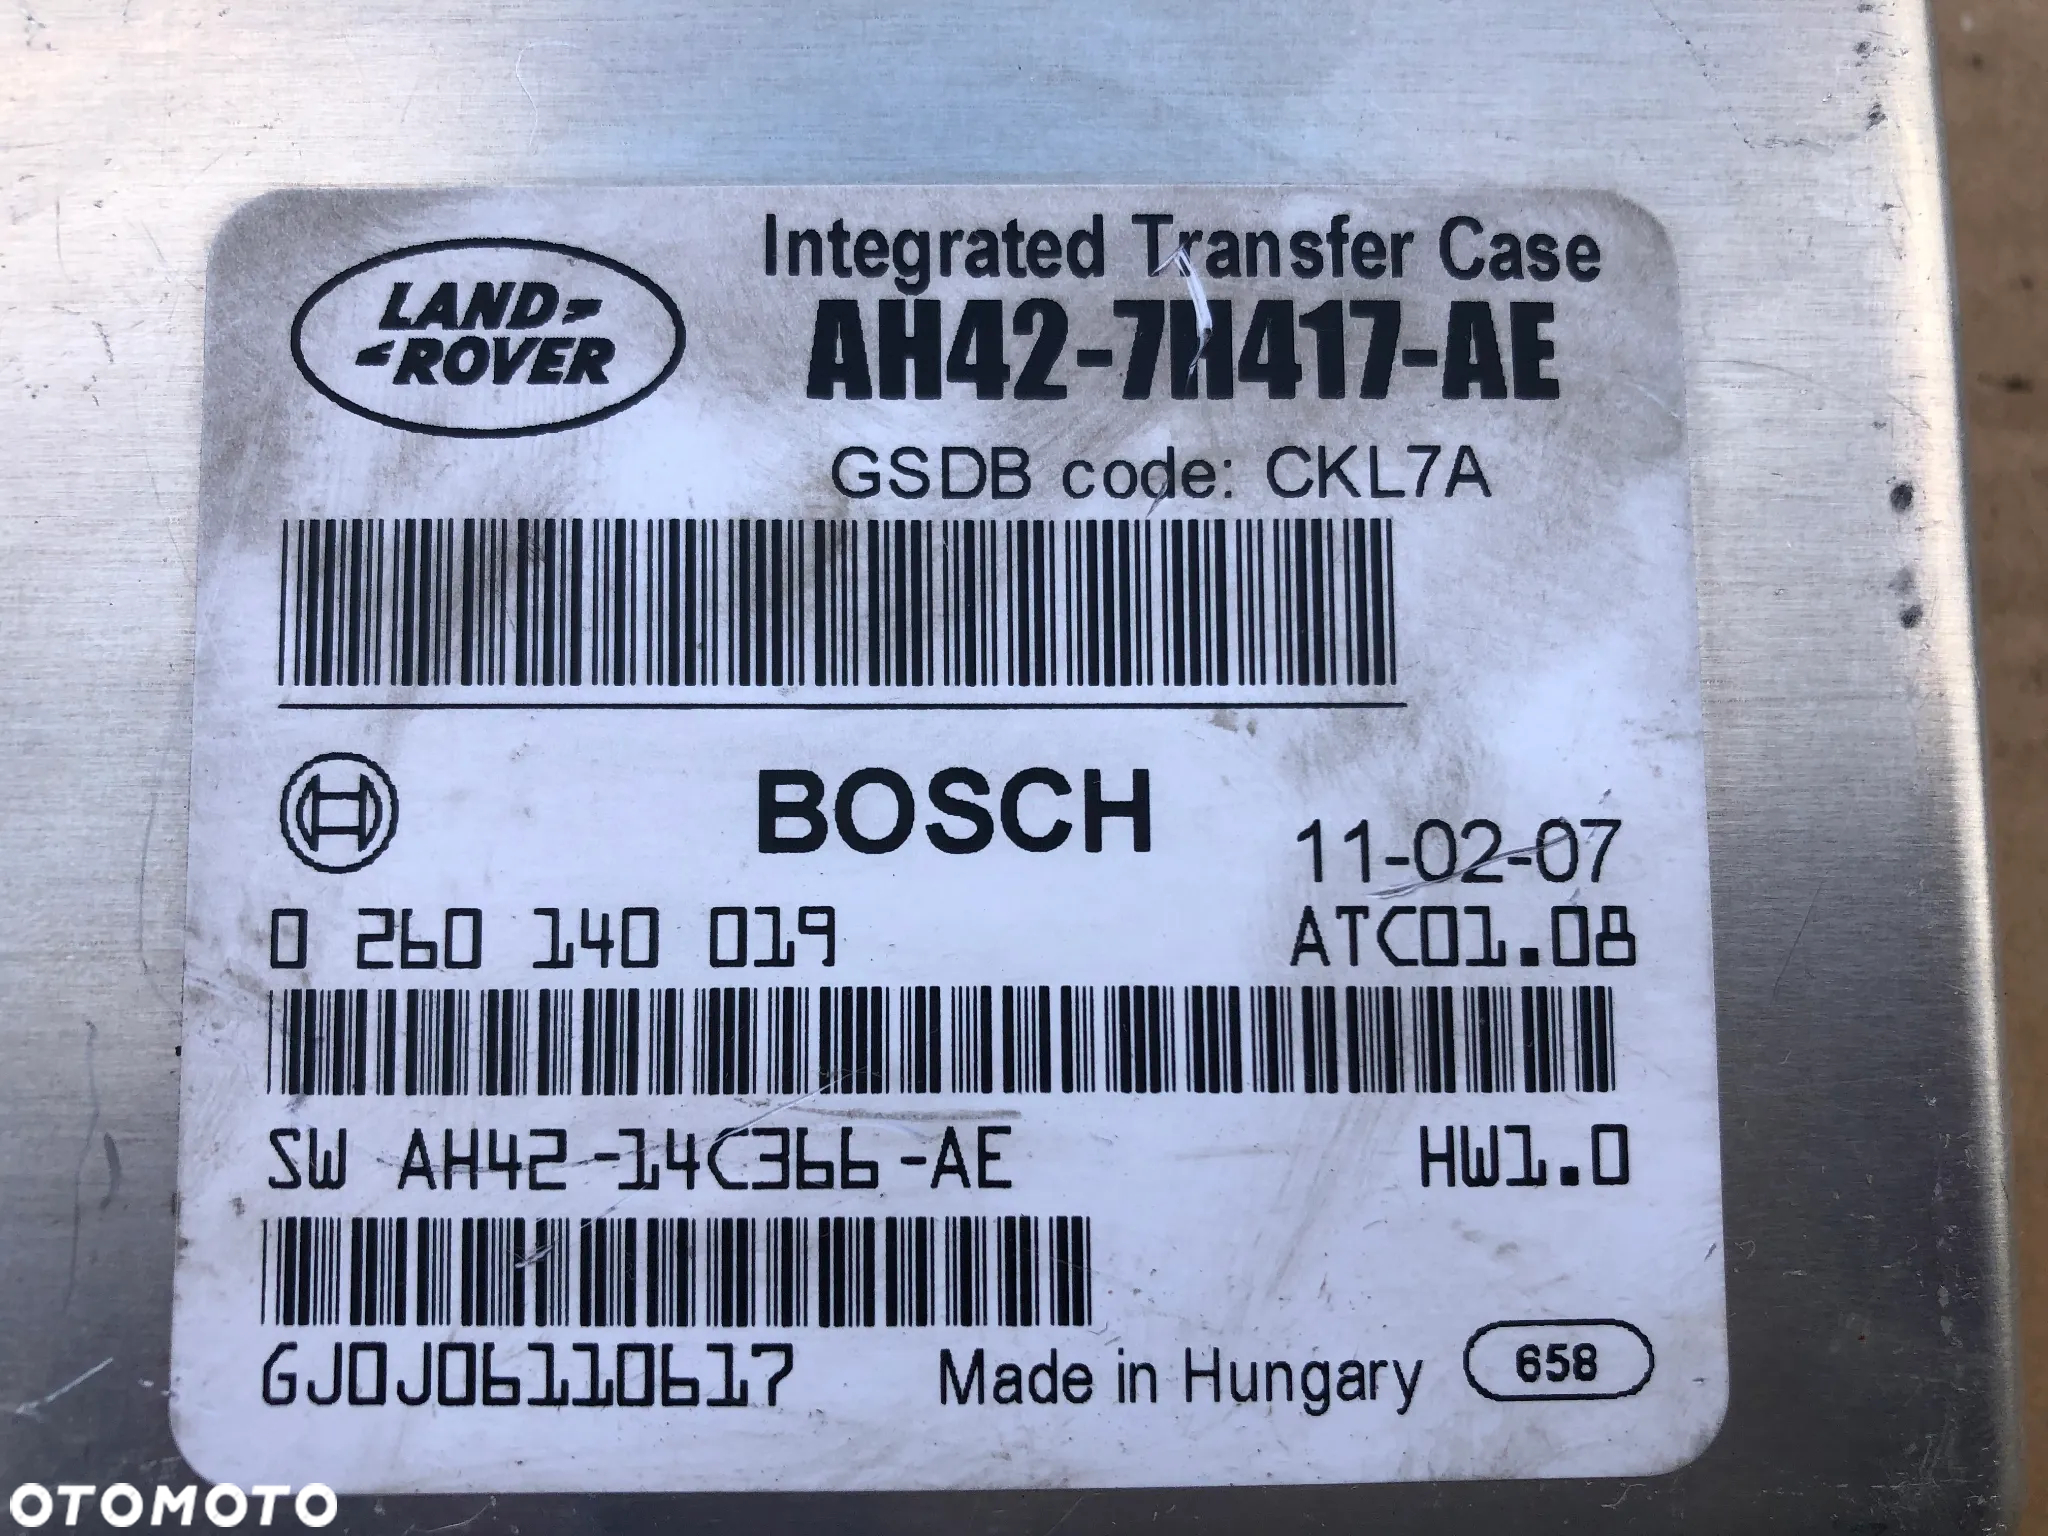 LAND
ROVER
Integrated Transfer Case
AH42-7H417-AE
GSDB code: CKL7A
BOSCH
11-02-07
0 260 140 019
ATC01.08
SW AH42-14C366-AE
HW1.0
GJ0J06110617
Made in Hungary
658
OTOMOTO